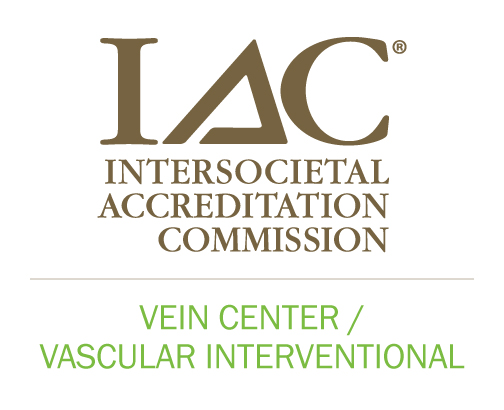 IAC®
INTERSOCIETAL
ACCREDITATION
COMMISSION
VEIN CENTER /
VASCULAR INTERVENTIONAL